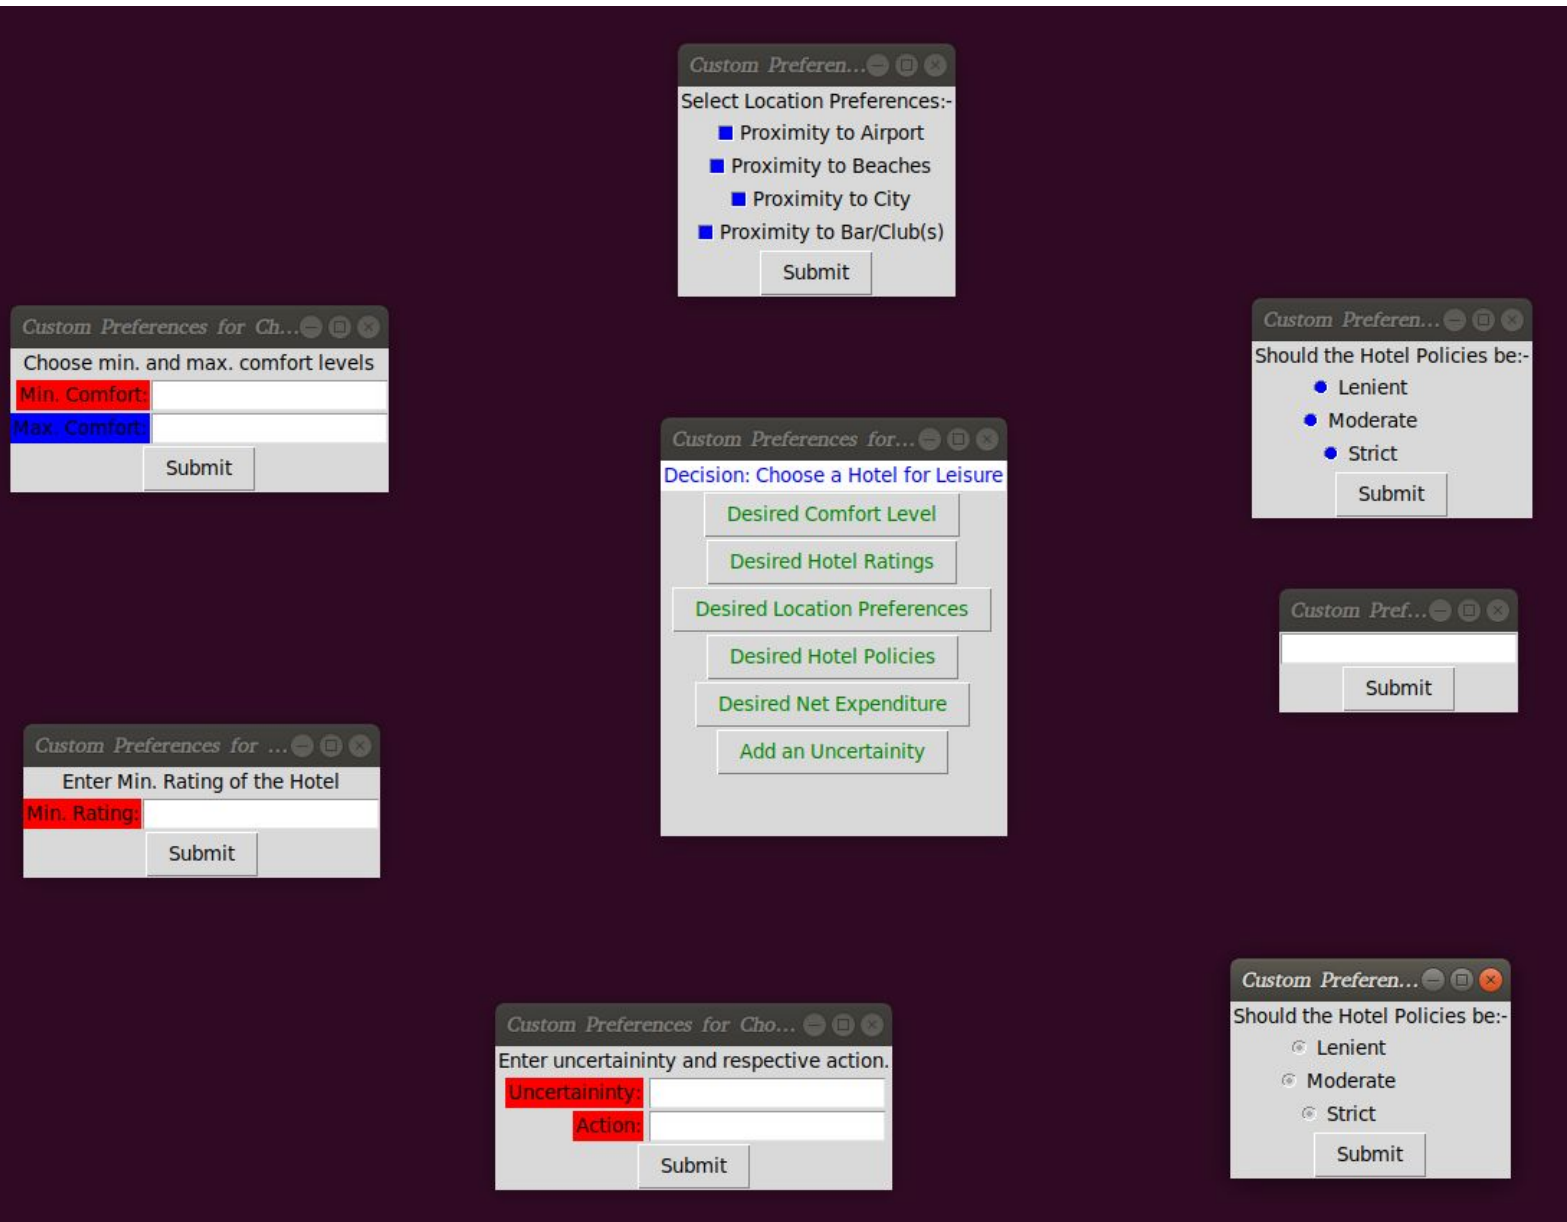 Custom Preferen...
Select Location Preferences:-
Proximity to Airport
Proximity to Beaches
Proximity to City
Proximity to Bar/Club(s)
Submit
Custom Preferences for Ch...
Choose min. and max. comfort levels
Min. Comfort:
Max. Comfort:
Submit
Custom Preferen...
Should the Hotel Policies be:-
Lenient
Moderate
Strict
Submit
Custom Preferences for...
Decision: Choose a Hotel for Leisure
Desired Comfort Level
Desired Hotel Ratings
Desired Location Preferences
Desired Hotel Policies
Desired Net Expenditure
Add an Uncertainity
Custom Pref...
Submit
Custom Preferences for ...
Enter Min. Rating of the Hotel
Min. Rating:
Submit
Custom Preferences for Cho...
Enter uncertaininty and respective action.
Uncertaininty:
Action:
Submit
Custom Preferen...
Should the Hotel Policies be:-
Lenient
Moderate
Strict
Submit